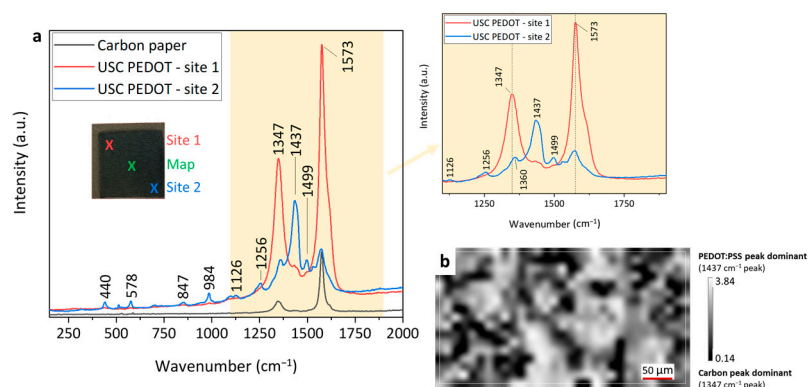 a
Carbon paper
USC PEDOT - site 1
USC PEDOT - site 2
1573
1347
1437
1499
1256
1126
984
847
578
440
X Site 1
X Map
X Site 2
Intensity (a.u.)
250 500 750 1000 1250 1500 1750 2000
Wavenumber (cm⁻¹)
USC PEDOT - site 1
USC PEDOT - site 2
1573
1347
1437
1499
1256
1126
1360
Intensity (a.u.)
1250 1500 1750
Wavenumber (cm⁻¹)
b
50 µm
PEDOT:PSS peak dominant
(1437 cm⁻¹ peak)
3.84
0.14
Carbon peak dominant
(1347 cm⁻¹ peak)